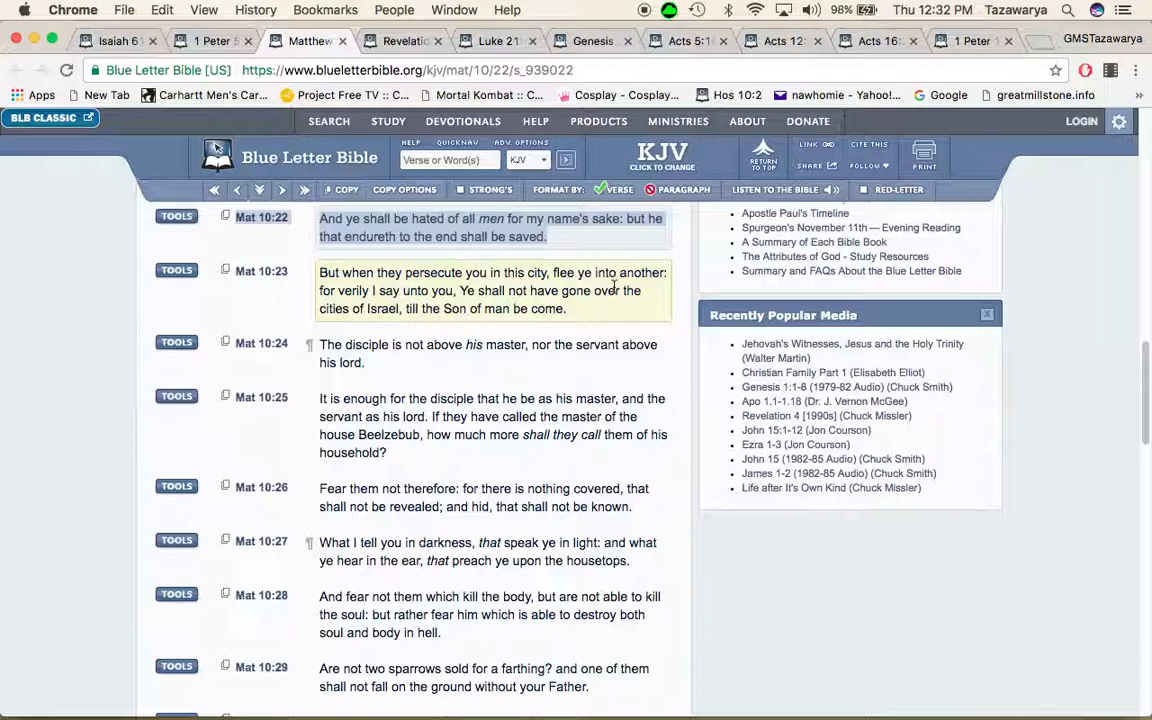 Chrome File Edit View History Bookmarks People Window Help 98% Thu 12:32 PM Tazawarya
Isaiah 6 1 Peter 5 Matthew Revelatic Luke 21: Genesis Acts 5:1 Acts 12: Acts 16: 1 Peter 1 GMSTazawarya
Blue Letter Bible [US] https://www.blueletterbible.org/kjv/mat/10/22/s_939022
Apps New Tab Carhartt Men's Car... Project Free TV :: C... Mortal Kombat :: C... Cosplay - Cosplay... Hos 10:2 nawhomie - Yahoo!... Google greatmillstone.info »
BLB CLASSIC SEARCH STUDY DEVOTIONALS HELP PRODUCTS MINISTRIES ABOUT DONATE LOGIN
HELP QUICKNAV ADV. OPTIONS
Blue Letter Bible Verse or Word(s) KJV
KJV
CLICK TO CHANGE
RETURN TO TOP
LINK CITE THIS
SHARE FOLLOW PRINT
COPY COPY OPTIONS STRONG'S FORMAT BY: VERSE PARAGRAPH LISTEN TO THE BIBLE RED-LETTER
TOOLS Mat 10:22 And ye shall be hated of all men for my name's sake: but he
that endureth to the end shall be saved.
TOOLS Mat 10:23 But when they persecute you in this city, flee ye into another:
for verily I say unto you, Ye shall not have gone over the
cities of Israel, till the Son of man be come.
TOOLS Mat 10:24 ¶ The disciple is not above his master, nor the servant above
his lord.
TOOLS Mat 10:25 It is enough for the disciple that he be as his master, and the
servant as his lord. If they have called the master of the
house Beelzebub, how much more shall they call them of his
household?
TOOLS Mat 10:26 Fear them not therefore: for there is nothing covered, that
shall not be revealed; and hid, that shall not be known.
TOOLS Mat 10:27 ¶ What I tell you in darkness, that speak ye in light: and what
ye hear in the ear, that preach ye upon the housetops.
TOOLS Mat 10:28 And fear not them which kill the body, but are not able to kill
the soul: but rather fear him which is able to destroy both
soul and body in hell.
TOOLS Mat 10:29 Are not two sparrows sold for a farthing? and one of them
shall not fall on the ground without your Father.
Apostle Paul's Timeline
Spurgeon's November 11th — Evening Reading
A Summary of Each Bible Book
The Attributes of God - Study Resources
Summary and FAQs About the Blue Letter Bible
Recently Popular Media
Jehovah's Witnesses, Jesus and the Holy Trinity
(Walter Martin)
Christian Family Part 1 (Elisabeth Elliot)
Genesis 1:1-8 (1979-82 Audio) (Chuck Smith)
Apo 1.1-1.18 (Dr. J. Vernon McGee)
Revelation 4 [1990s] (Chuck Missler)
John 15:1-12 (Jon Courson)
Ezra 1-3 (Jon Courson)
John 15 (1982-85 Audio) (Chuck Smith)
James 1-2 (1982-85 Audio) (Chuck Smith)
Life after It's Own Kind (Chuck Missler)